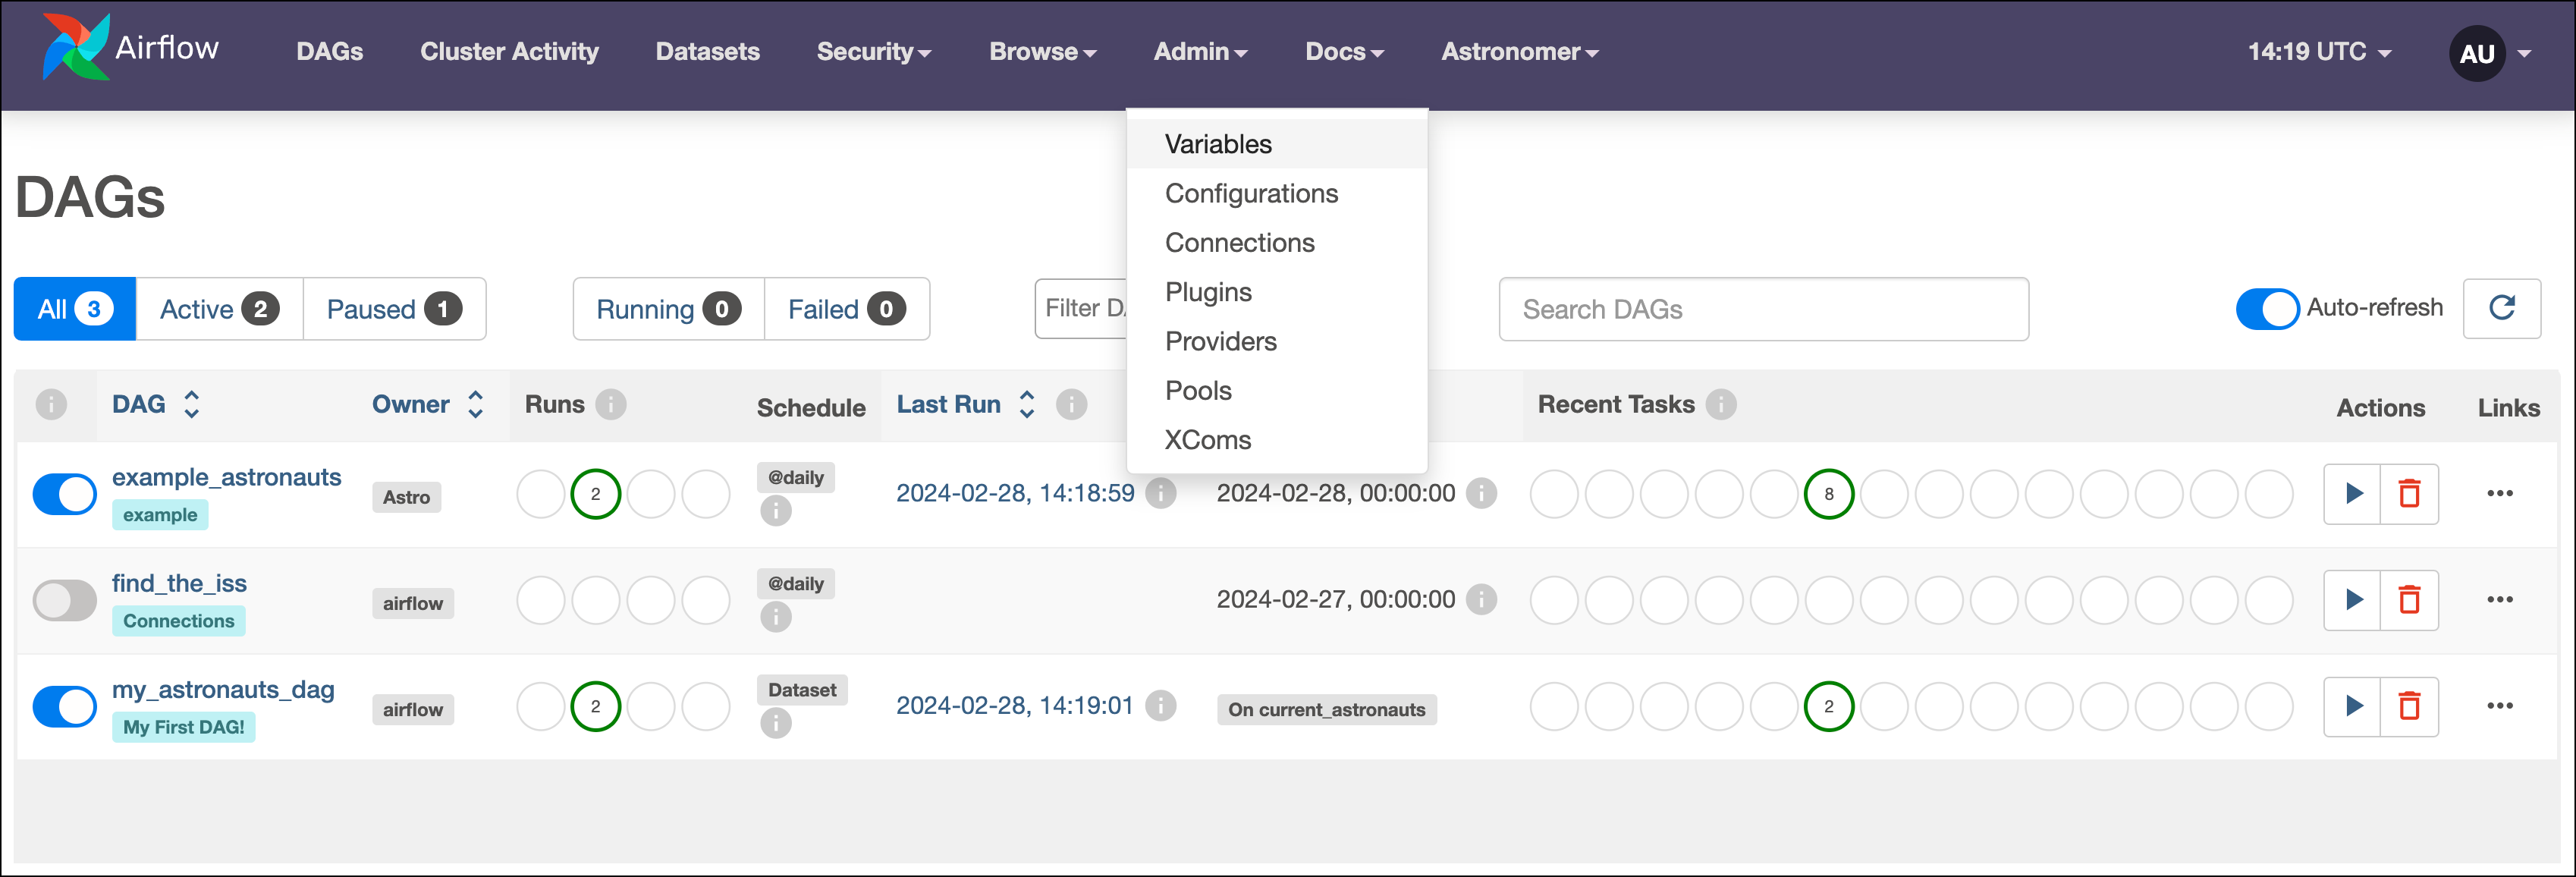 Airflow DAGs Cluster Activity Datasets Security Browse Admin Docs Astronomer 14:19 UTC AU
Variables
Configurations
Connections
Plugins
Providers
Pools
XComs
DAGs
All 3 Active 2 Paused 1 Running 0 Failed 0 Filter Search DAGs Auto-refresh
DAG Owner Runs Schedule Last Run Recent Tasks Actions Links
example_astronauts
example
Astro 2 @daily 2024-02-28, 14:18:59 2024-02-28, 00:00:00 8
find_the_iss
Connections
airflow @daily 2024-02-27, 00:00:00
my_astronauts_dag
My First DAG!
airflow 2 Dataset 2024-02-28, 14:19:01 On current_astronauts 2